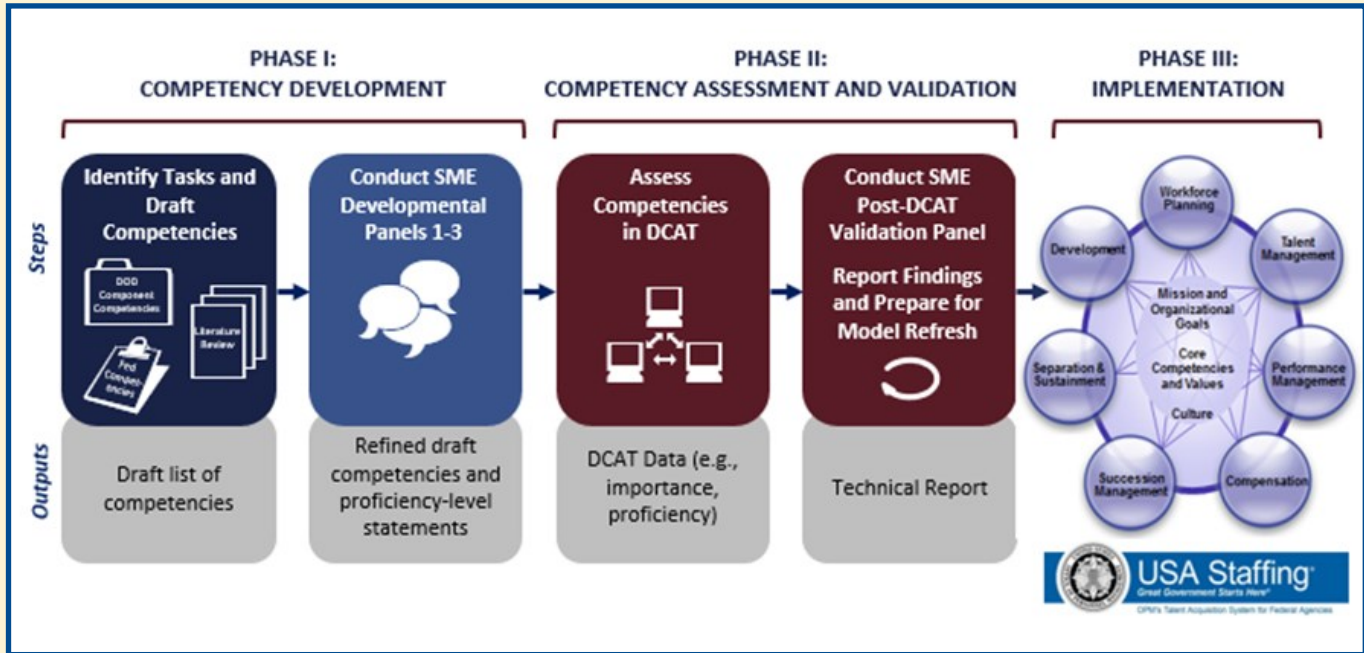 PHASE I:
COMPETENCY DEVELOPMENT
PHASE II:
COMPETENCY ASSESSMENT AND VALIDATION
PHASE III:
IMPLEMENTATION
Steps
Identify Tasks and
Draft
Competencies
DOD
Component
Competencies
Literature
Review
Fed
Compet-
encies
Conduct SME
Developmental
Panels 1-3
Assess
Competencies
in DCAT
Conduct SME
Post-DCAT
Validation Panel
Report Findings
and Prepare for
Model Refresh
Outputs
Draft list of
competencies
Refined draft
competencies and
proficiency-level
statements
DCAT Data (e.g.,
importance,
proficiency)
Technical Report
Workforce
Planning
Development
Talent
Management
Mission and
Organizational
Goals
Core
Competencies
and Values
Culture
Separation &
Sustainment
Performance
Management
Succession
Management
Compensation
USA Staffing®
Great Government Starts Here®
OPM's Talent Acquisition System for Federal Agencies